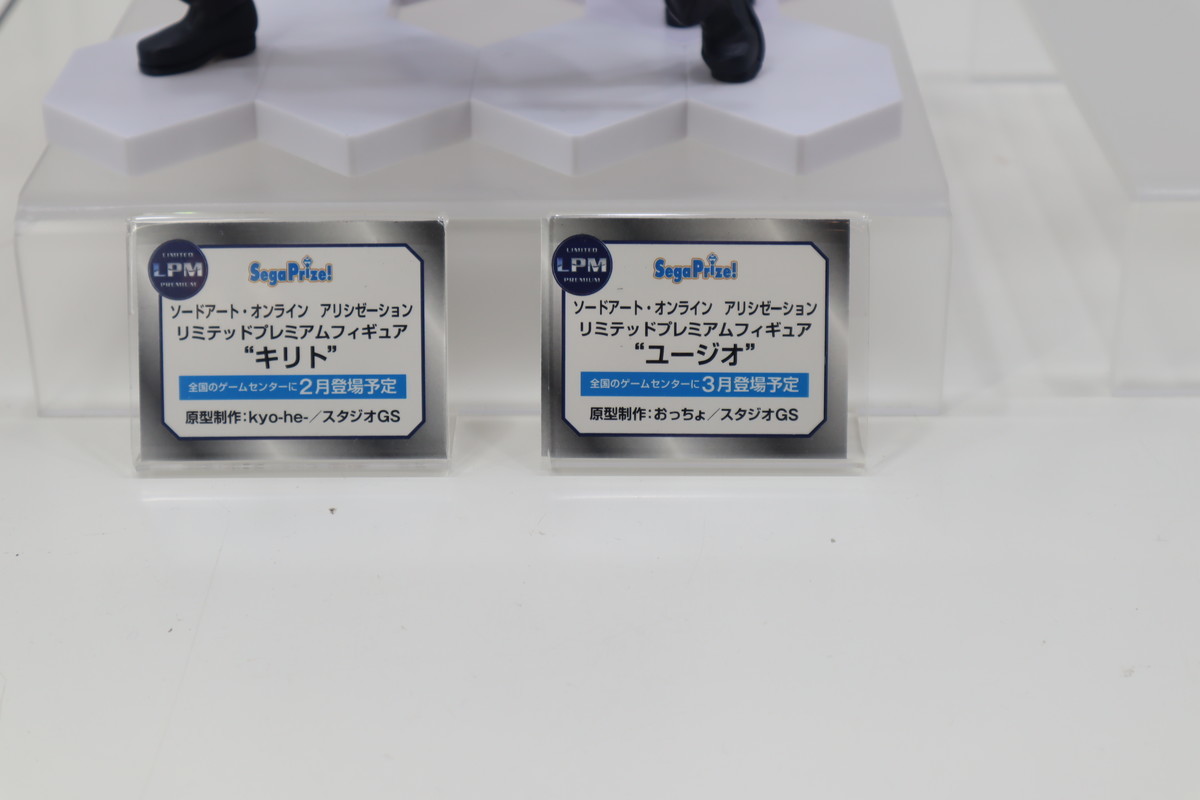 LIMITED
LPM
PREMIUM
SegaPrize!
ソードアート・オンライン アリシゼーション
リミテッドプレミアムフィギュア
“キリト”
全国のゲームセンターに2月登場予定
原型制作:kyo-he-/スタジオGS
LIMITED
LPM
PREMIUM
SegaPrize!
ソードアート・オンライン アリシゼーション
リミテッドプレミアムフィギュア
“ユージオ”
全国のゲームセンターに3月登場予定
原型制作:おっちょ/スタジオGS